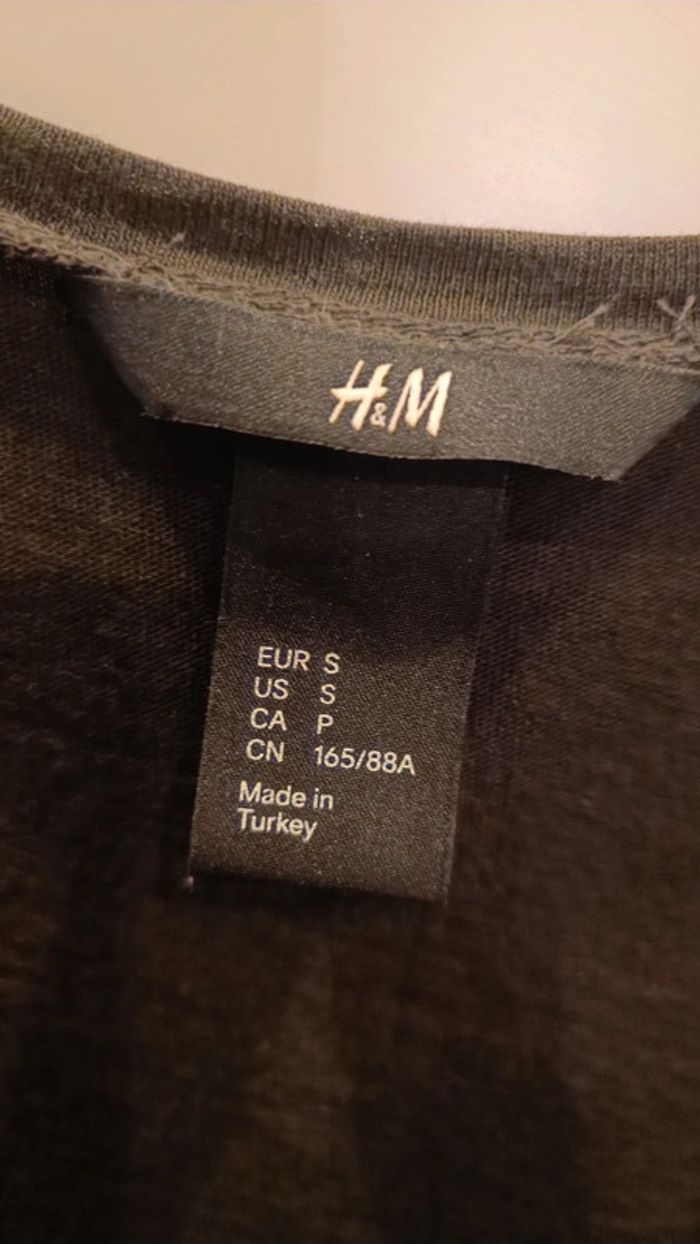 H&M
EUR S
US S
CA P
CN 165/88A
Made in
Turkey